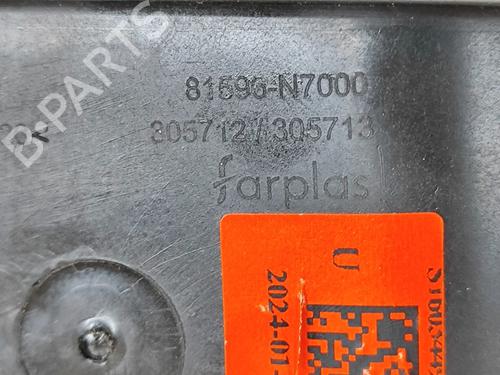 B-PARTS
81596-N7000
305712 / 305713
farplas
U
2024-01-